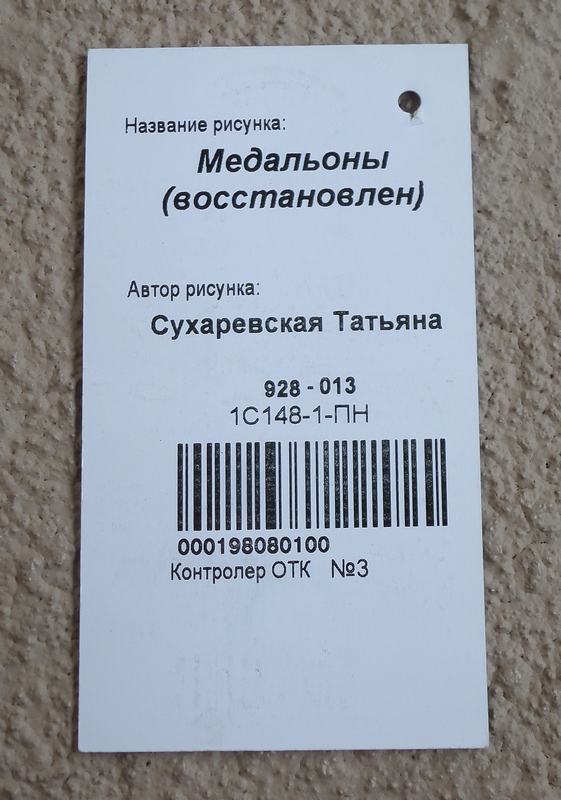 Название рисунка:
Медальоны
(восстановлен)
Автор рисунка:
Сухаревская Татьяна
928 - 013
1С148-1-ПН
000198080100
Контролер ОТК №3